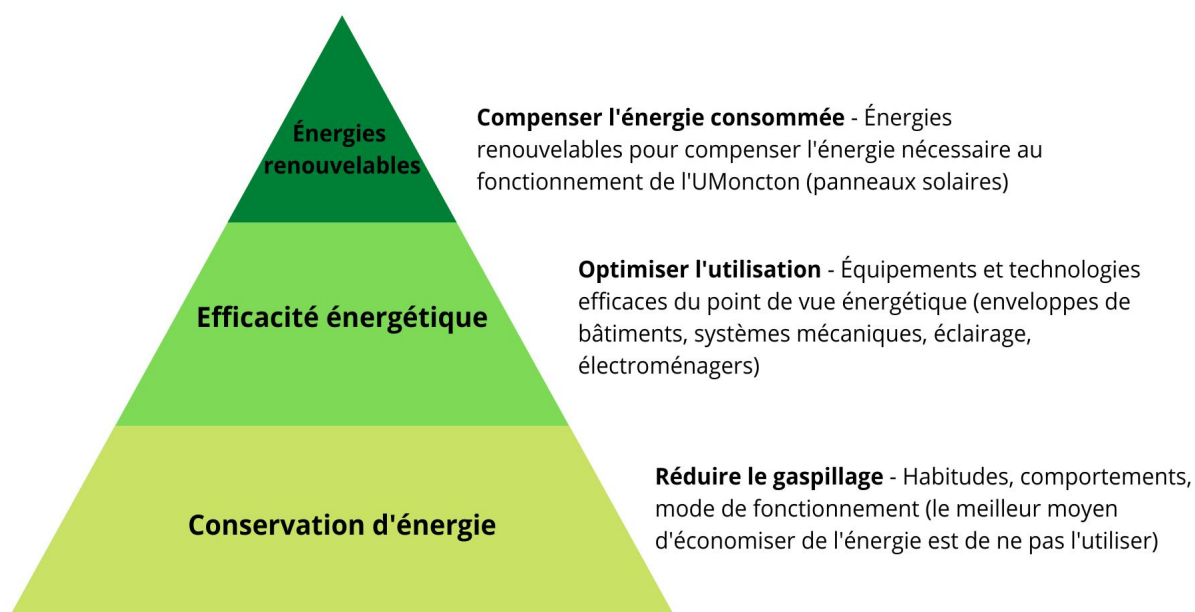 Énergies
renouvelables
Compenser l'énergie consommée - Énergies
renouvelables pour compenser l'énergie nécessaire au
fonctionnement de l'UMoncton (panneaux solaires)
Efficacité énergétique
Optimiser l'utilisation - Équipements et technologies
efficaces du point de vue énergétique (enveloppes de
bâtiments, systèmes mécaniques, éclairage,
électroménagers)
Conservation d'énergie
Réduire le gaspillage - Habitudes, comportements,
mode de fonctionnement (le meilleur moyen
d'économiser de l'énergie est de ne pas l'utiliser)